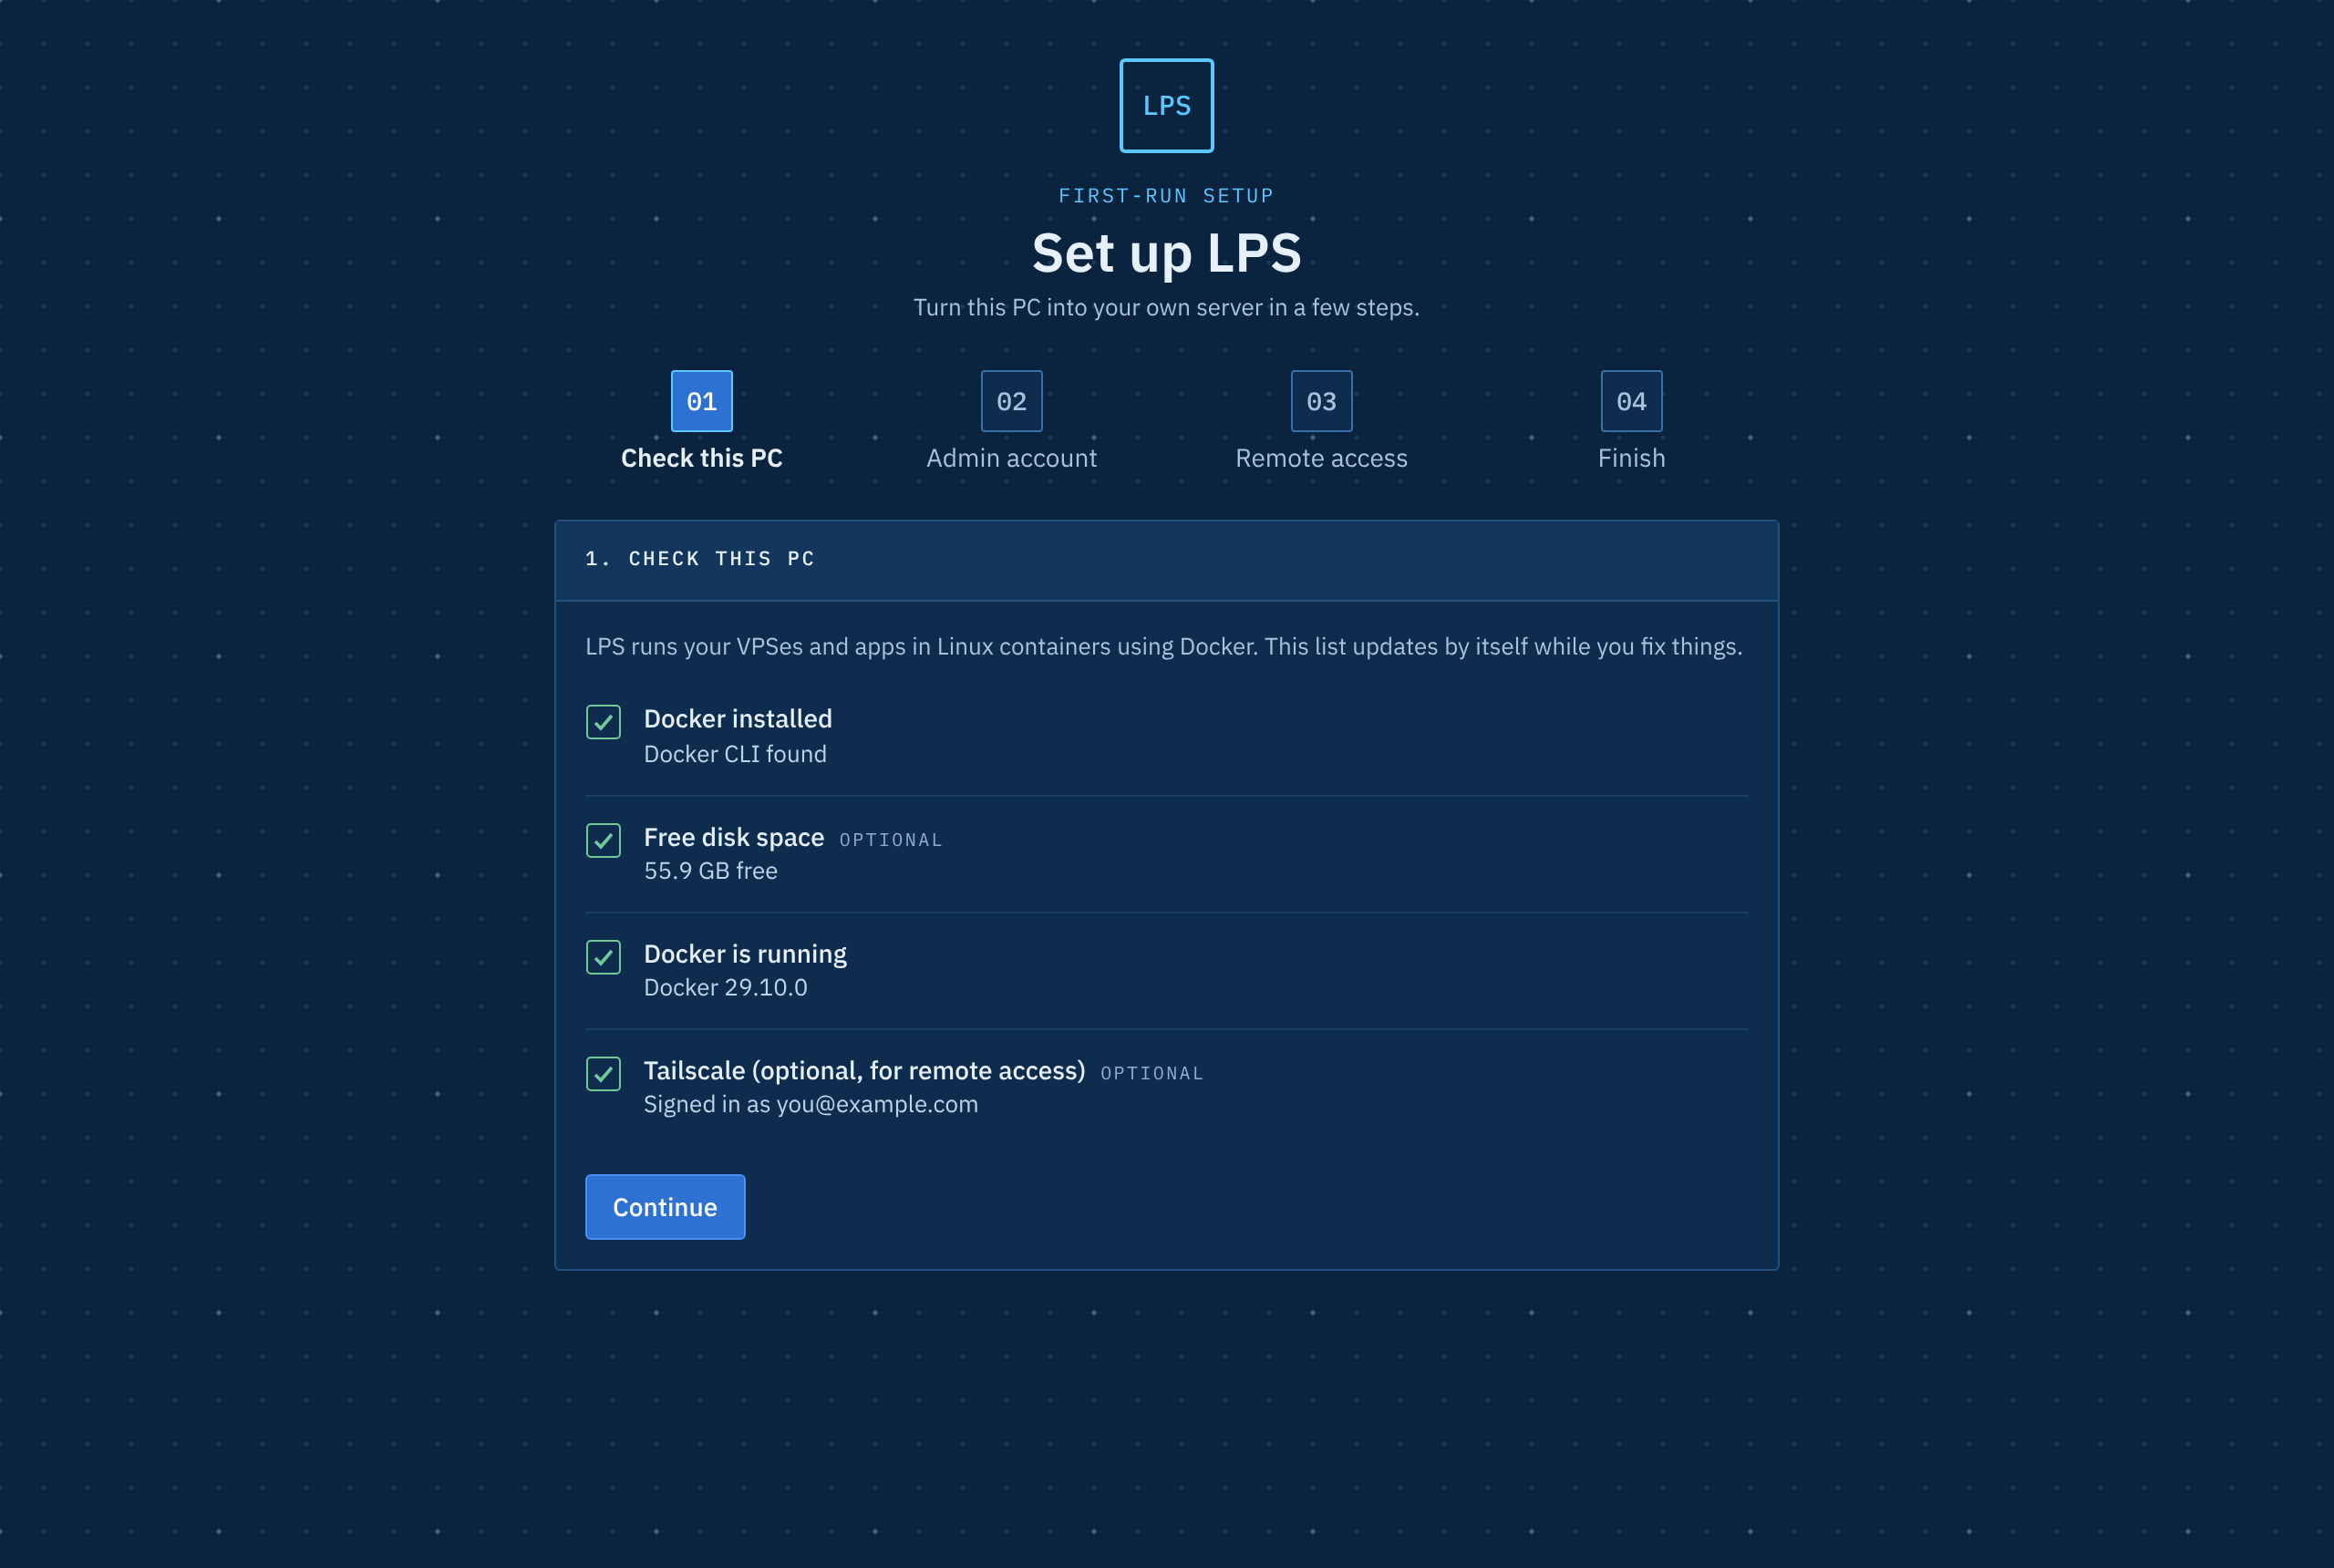 LPS
FIRST-RUN SETUP
Set up LPS
Turn this PC into your own server in a few steps.
01
Check this PC
02
Admin account
03
Remote access
04
Finish
1. CHECK THIS PC
LPS runs your VPSes and apps in Linux containers using Docker. This list updates by itself while you fix things.
Docker installed
Docker CLI found
Free disk space OPTIONAL
55.9 GB free
Docker is running
Docker 29.10.0
Tailscale (optional, for remote access) OPTIONAL
Signed in as you@example.com
Continue